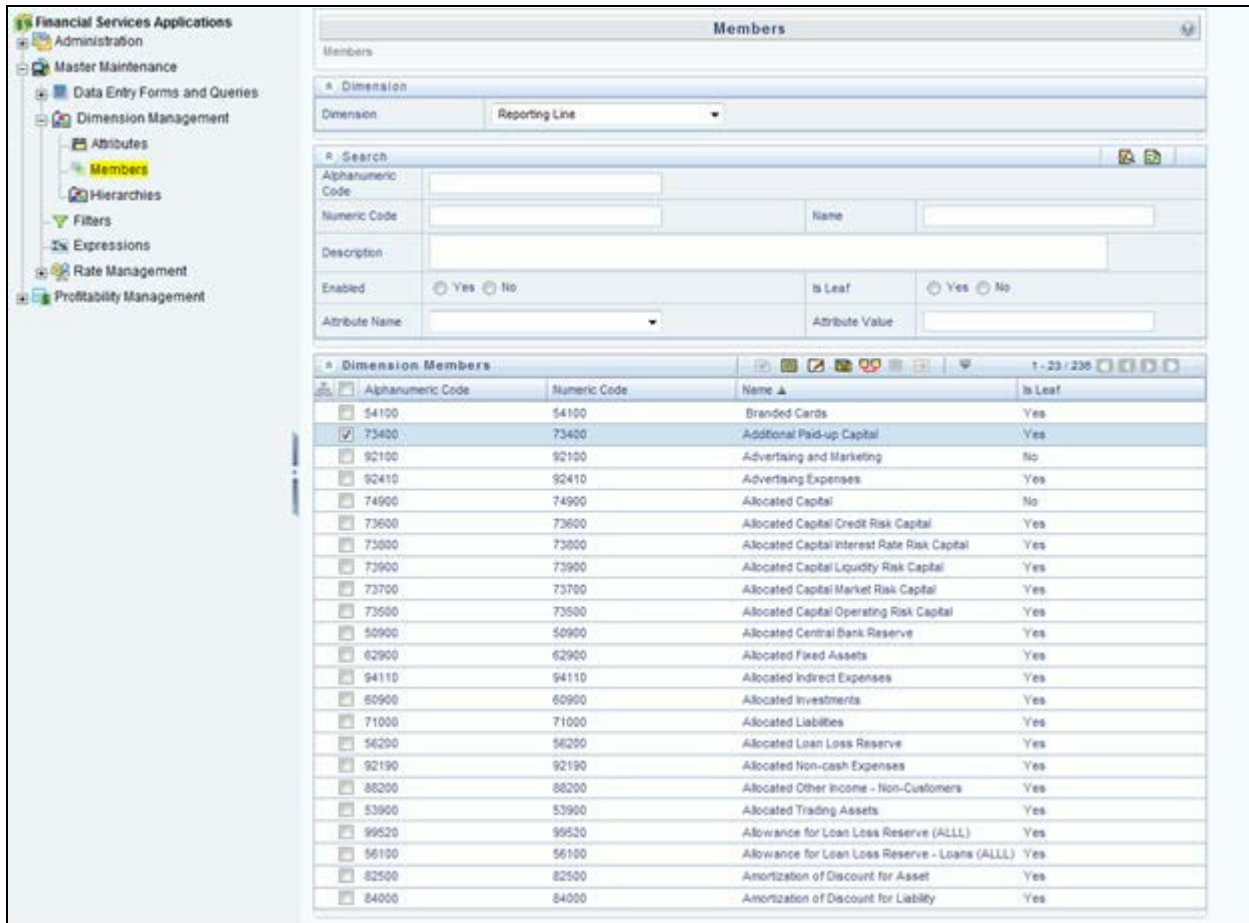 Financial Services Applications
Administration
Master Maintenance
Data Entry Forms and Queries
Dimension Management
Attributes
Members
Hierarchies
Filters
Expressions
Rate Management
Profitability Management
Members
Members
Dimension
Dimension Reporting Line
Search
Alphanumeric
Code
Numeric Code Name
Description
Enabled Yes No Is Leaf Yes No
Attribute Name Attribute Value
Dimension Members 1 - 23 / 236
Alphanumeric Code Numeric Code Name Is Leaf
54100 54100 Branded Cards Yes
73400 73400 Additional Paid-up Capital Yes
92100 92100 Advertising and Marketing No
92410 92410 Advertising Expenses Yes
74900 74900 Allocated Capital No
73600 73600 Allocated Capital Credit Risk Capital Yes
73800 73800 Allocated Capital Interest Rate Risk Capital Yes
73900 73900 Allocated Capital Liquidity Risk Capital Yes
73700 73700 Allocated Capital Market Risk Capital Yes
73500 73500 Allocated Capital Operating Risk Capital Yes
50900 50900 Allocated Central Bank Reserve Yes
62900 62900 Allocated Fixed Assets Yes
94110 94110 Allocated Indirect Expenses Yes
60900 60900 Allocated Investments Yes
71000 71000 Allocated Liabilities Yes
56200 56200 Allocated Loan Loss Reserve Yes
92190 92190 Allocated Non-cash Expenses Yes
88200 88200 Allocated Other Income - Non-Customers Yes
53900 53900 Allocated Trading Assets Yes
99520 99520 Allowance for Loan Loss Reserve (ALLL) Yes
56100 56100 Allowance for Loan Loss Reserve - Loans (ALLL) Yes
82500 82500 Amortization of Discount for Asset Yes
84000 84000 Amortization of Discount for Liability Yes